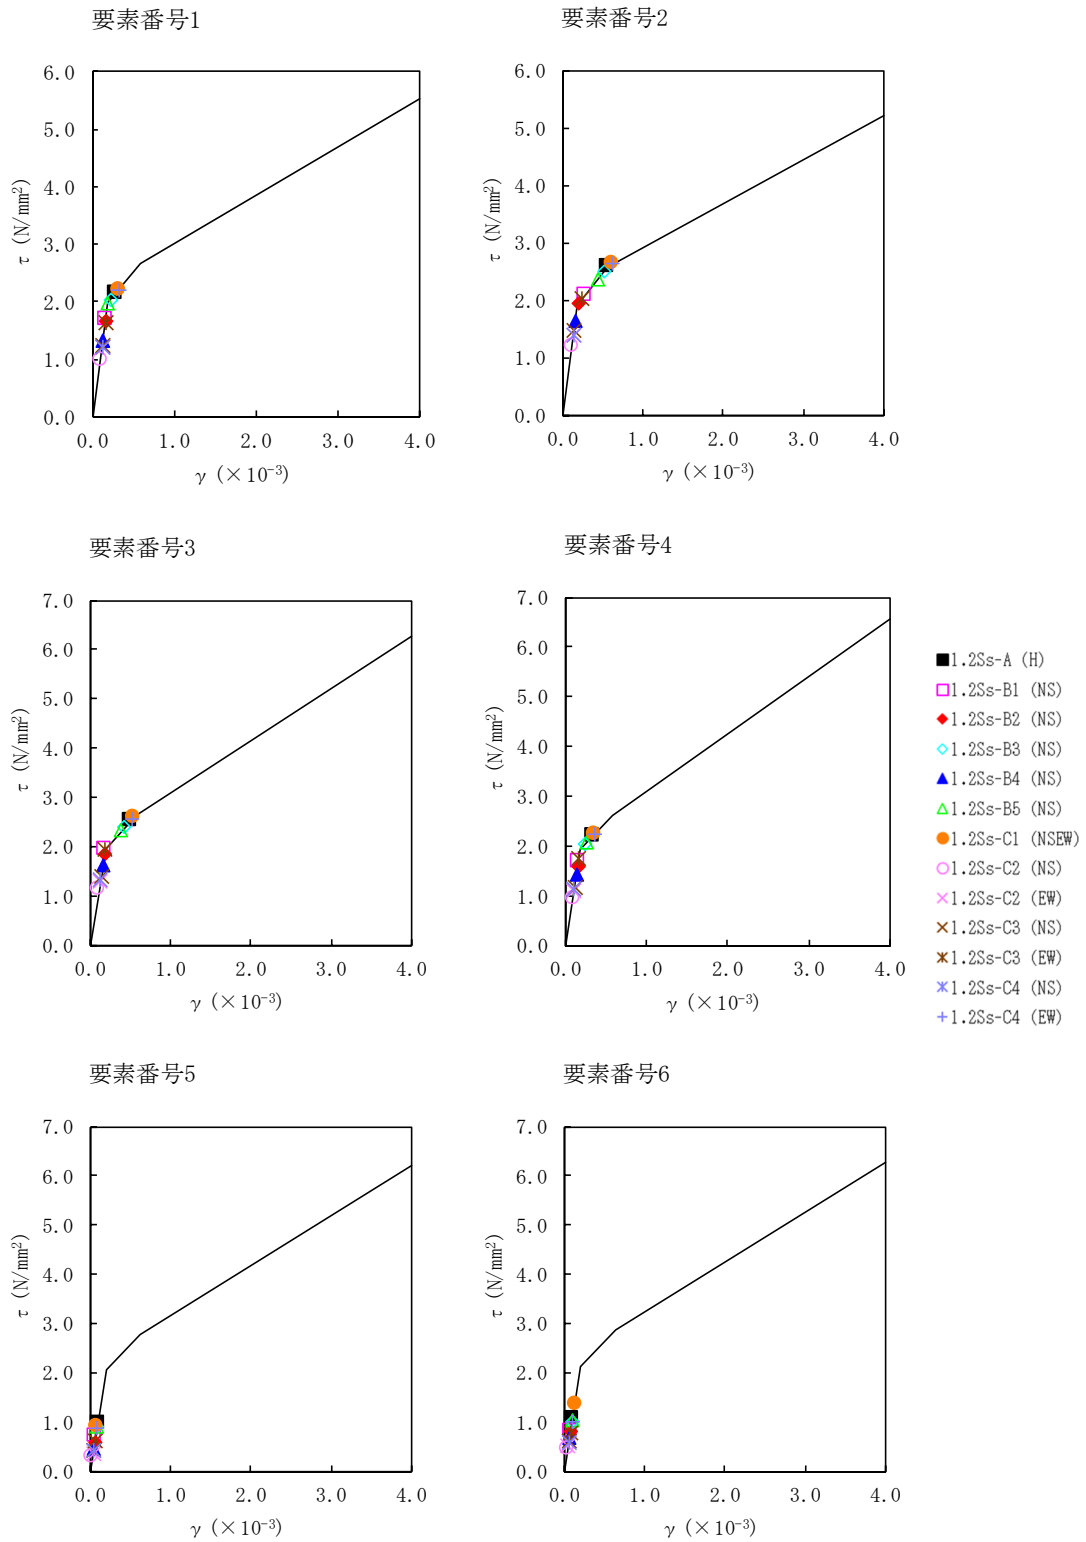 要素番号1
6.0
5.0
4.0
3.0
2.0
1.0
0.0
τ (N/mm²)
0.0 1.0 2.0 3.0 4.0
γ (×10⁻³)
要素番号2
6.0
5.0
4.0
3.0
2.0
1.0
0.0
τ (N/mm²)
0.0 1.0 2.0 3.0 4.0
γ (×10⁻³)
要素番号3
7.0
6.0
5.0
4.0
3.0
2.0
1.0
0.0
τ (N/mm²)
0.0 1.0 2.0 3.0 4.0
γ (×10⁻³)
要素番号4
7.0
6.0
5.0
4.0
3.0
2.0
1.0
0.0
τ (N/mm²)
0.0 1.0 2.0 3.0 4.0
γ (×10⁻³)
1.2Ss-A (H)
1.2Ss-B1 (NS)
1.2Ss-B2 (NS)
1.2Ss-B3 (NS)
1.2Ss-B4 (NS)
1.2Ss-B5 (NS)
1.2Ss-C1 (NSEW)
1.2Ss-C2 (NS)
1.2Ss-C2 (EW)
1.2Ss-C3 (NS)
1.2Ss-C3 (EW)
1.2Ss-C4 (NS)
1.2Ss-C4 (EW)
要素番号5
7.0
6.0
5.0
4.0
3.0
2.0
1.0
0.0
τ (N/mm²)
0.0 1.0 2.0 3.0 4.0
γ (×10⁻³)
要素番号6
7.0
6.0
5.0
4.0
3.0
2.0
1.0
0.0
τ (N/mm²)
0.0 1.0 2.0 3.0 4.0
γ (×10⁻³)